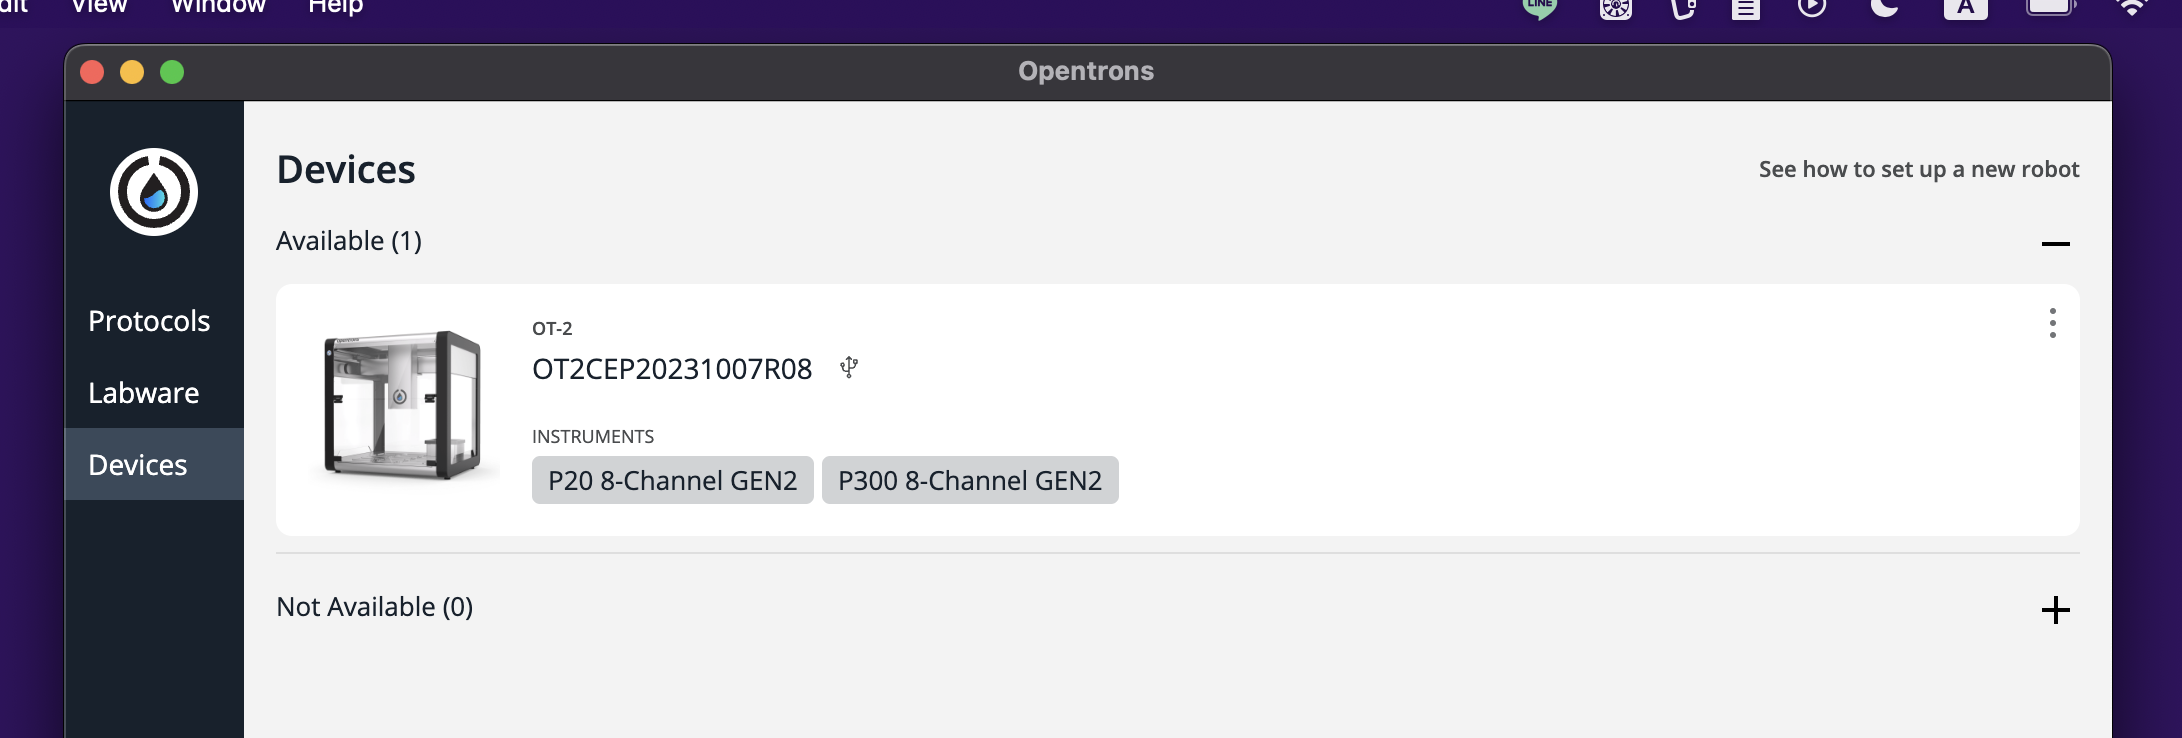 View Window Help
LINE
A
Opentrons
Devices
See how to set up a new robot
Available (1)
Protocols
Labware
Devices
OT-2
OT2CEP20231007R08
INSTRUMENTS
P20 8-Channel GEN2 P300 8-Channel GEN2
Not Available (0)